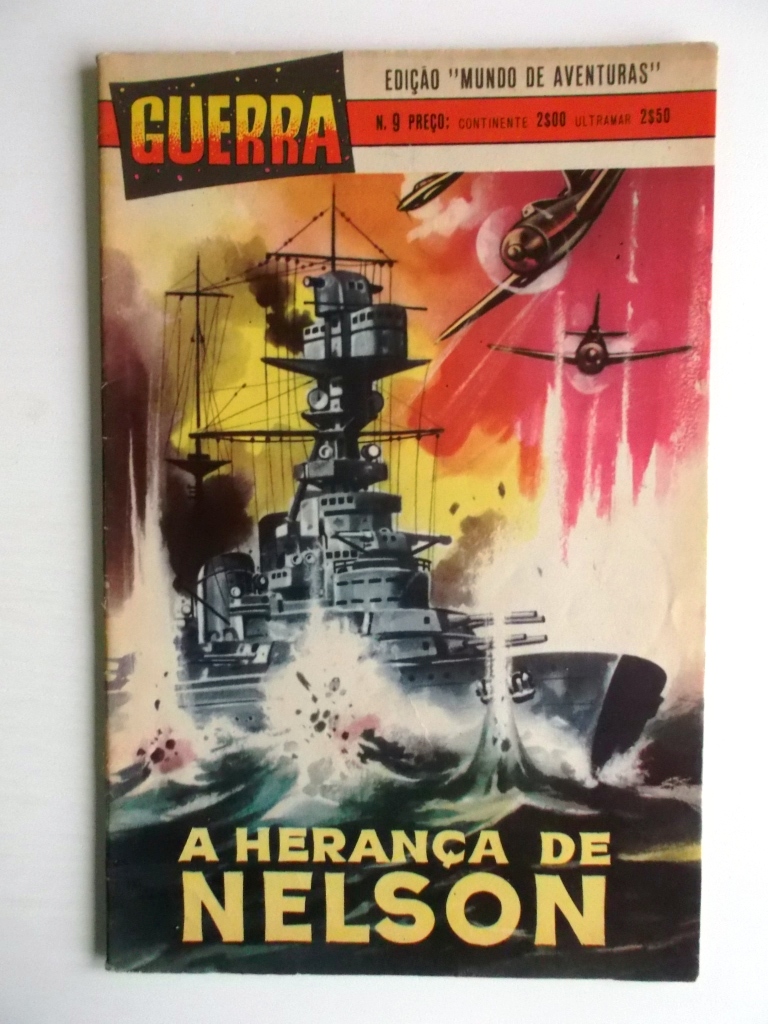 EDIÇÃO "MUNDO DE AVENTURAS"
GUERRA
N. 9 PREÇO: CONTINENTE 2$00 ULTRAMAR 2$50
A HERANÇA DE
NELSON